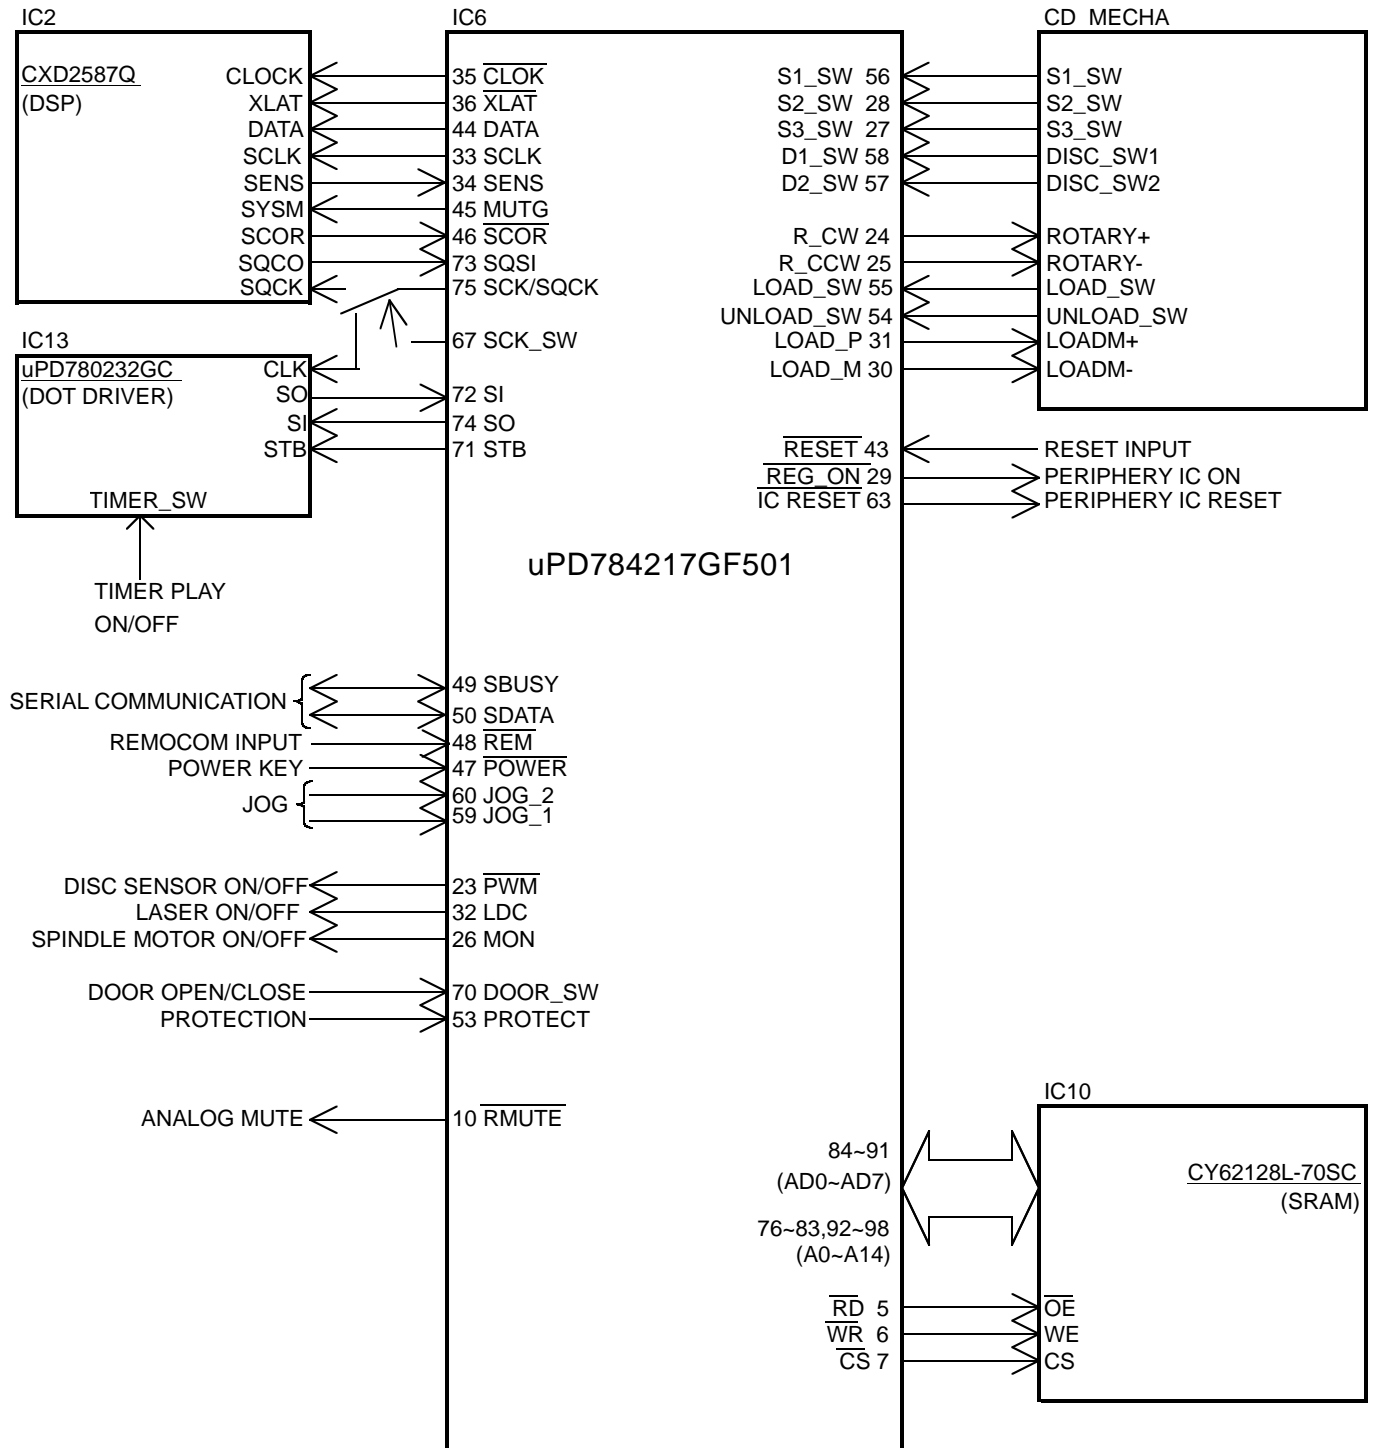 IC2
CXD2587Q
(DSP)
CLOCK
XLAT
DATA
SCLK
SENS
SYSM
SCOR
SQCO
SQCK
IC13
uPD780232GC
(DOT DRIVER)
CLK
SO
SI
STB
TIMER_SW
TIMER PLAY
ON/OFF
IC6
35 CLOK
36 XLAT
44 DATA
33 SCLK
34 SENS
45 MUTG
46 SCOR
73 SQSI
75 SCK/SQCK
67 SCK_SW
72 SI
74 SO
71 STB
S1_SW 56
S2_SW 28
S3_SW 27
D1_SW 58
D2_SW 57
R_CW 24
R_CCW 25
LOAD_SW 55
UNLOAD_SW 54
LOAD_P 31
LOAD_M 30
RESET 43
REG_ON 29
IC RESET 63
CD MECHA
S1_SW
S2_SW
S3_SW
DISC_SW1
DISC_SW2
ROTARY+
ROTARY-
LOAD_SW
UNLOAD_SW
LOADM+
LOADM-
RESET INPUT
PERIPHERY IC ON
PERIPHERY IC RESET
uPD784217GF501
SERIAL COMMUNICATION
49 SBUSY
50 SDATA
REMOCOM INPUT
48 REM
POWER KEY
47 POWER
JOG
60 JOG_2
59 JOG_1
DISC SENSOR ON/OFF
23 PWM
LASER ON/OFF
32 LDC
SPINDLE MOTOR ON/OFF
26 MON
DOOR OPEN/CLOSE
70 DOOR_SW
PROTECTION
53 PROTECT
ANALOG MUTE
10 RMUTE
84~91
(AD0~AD7)
76~83,92~98
(A0~A14)
RD 5
WR 6
CS 7
IC10
CY62128L-70SC
(SRAM)
OE
WE
CS